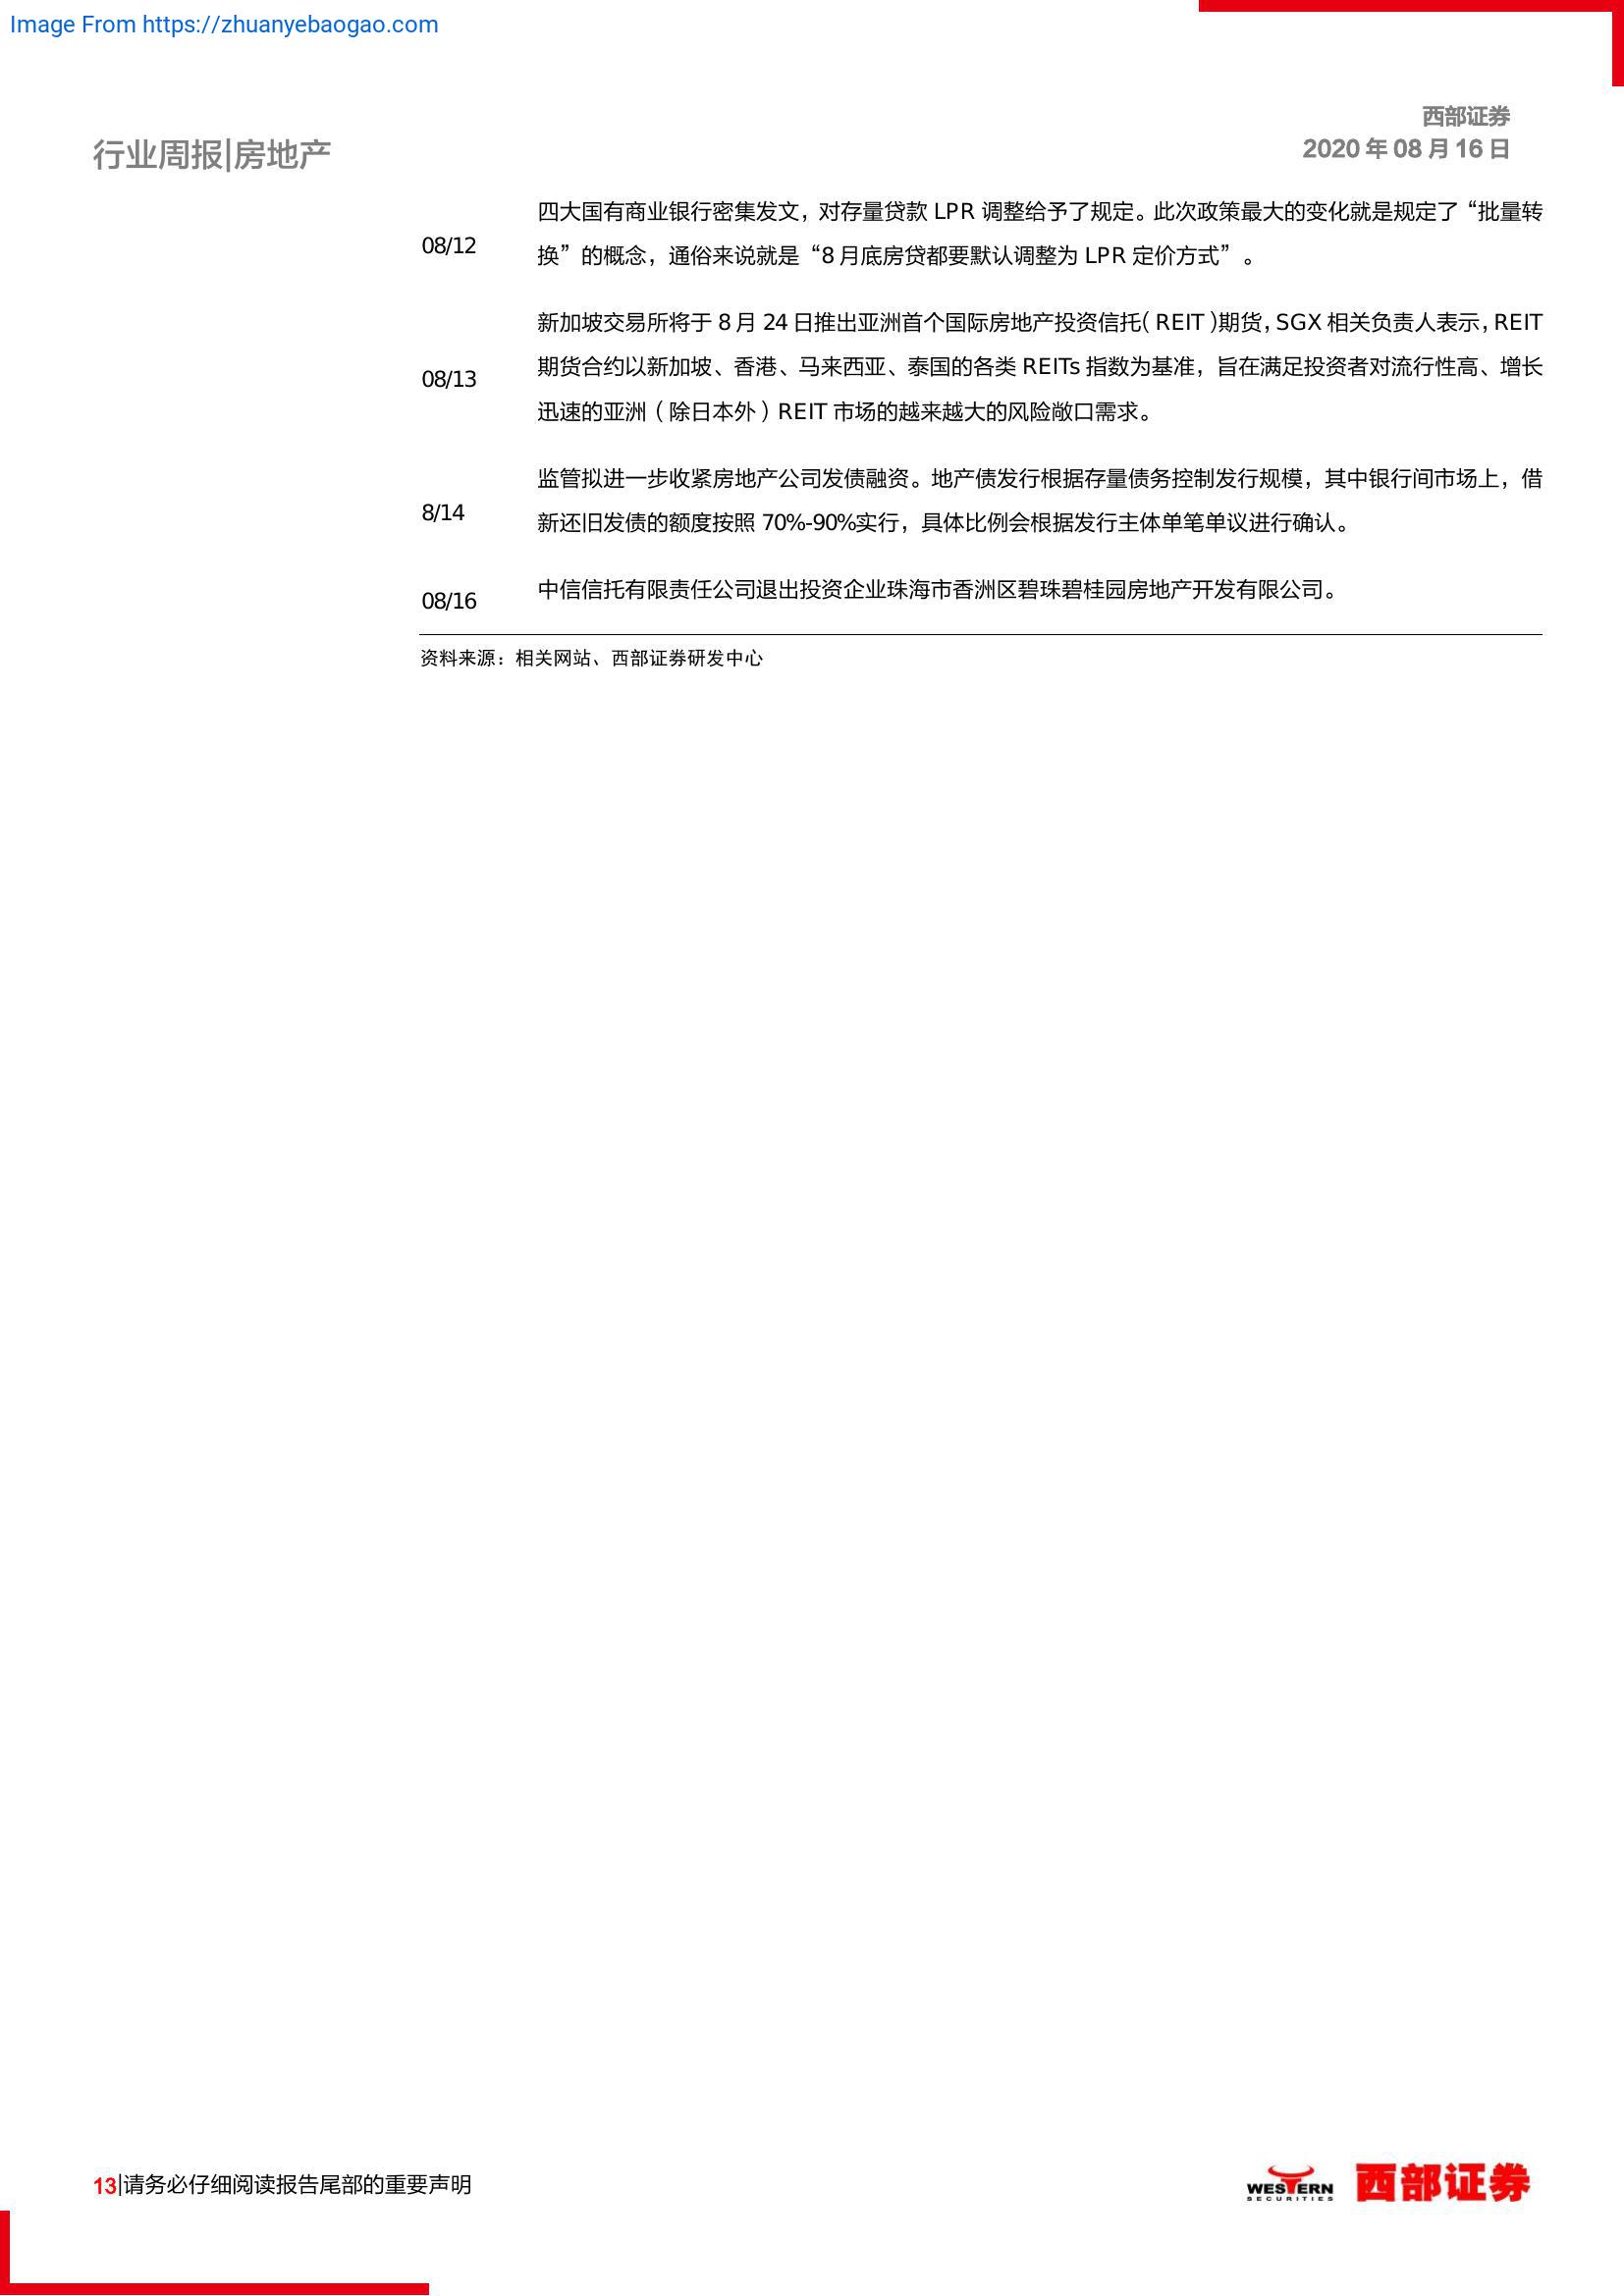 Image From https://zhuanyebaogao.com
西部证券
行业周报|房地产
2020 年 08 月 16 日
四大国有商业银行密集发文，对存量贷款 LPR 调整给予了规定。此次政策最大的变化就是规定了“批量转
08/12
换”的概念，通俗来说就是“8 月底房贷都要默认调整为 LPR 定价方式”。
新加坡交易所将于 8 月 24 日推出亚洲首个国际房地产投资信托（REIT）期货，SGX 相关负责人表示，REIT
08/13
期货合约以新加坡、香港、马来西亚、泰国的各类 REITs 指数为基准，旨在满足投资者对流行性高、增长
迅速的亚洲（除日本外）REIT 市场的越来越大的风险敞口需求。
监管拟进一步收紧房地产公司发债融资。地产债发行根据存量债务控制发行规模，其中银行间市场上，借
8/14
新还旧发债的额度按照 70%-90%实行，具体比例会根据发行主体单笔单议进行确认。
08/16
中信信托有限责任公司退出投资企业珠海市香洲区碧珠碧桂园房地产开发有限公司。
资料来源：相关网站、西部证券研发中心
13|请务必仔细阅读报告尾部的重要声明
WESTERN
SECURITIES
西部证券